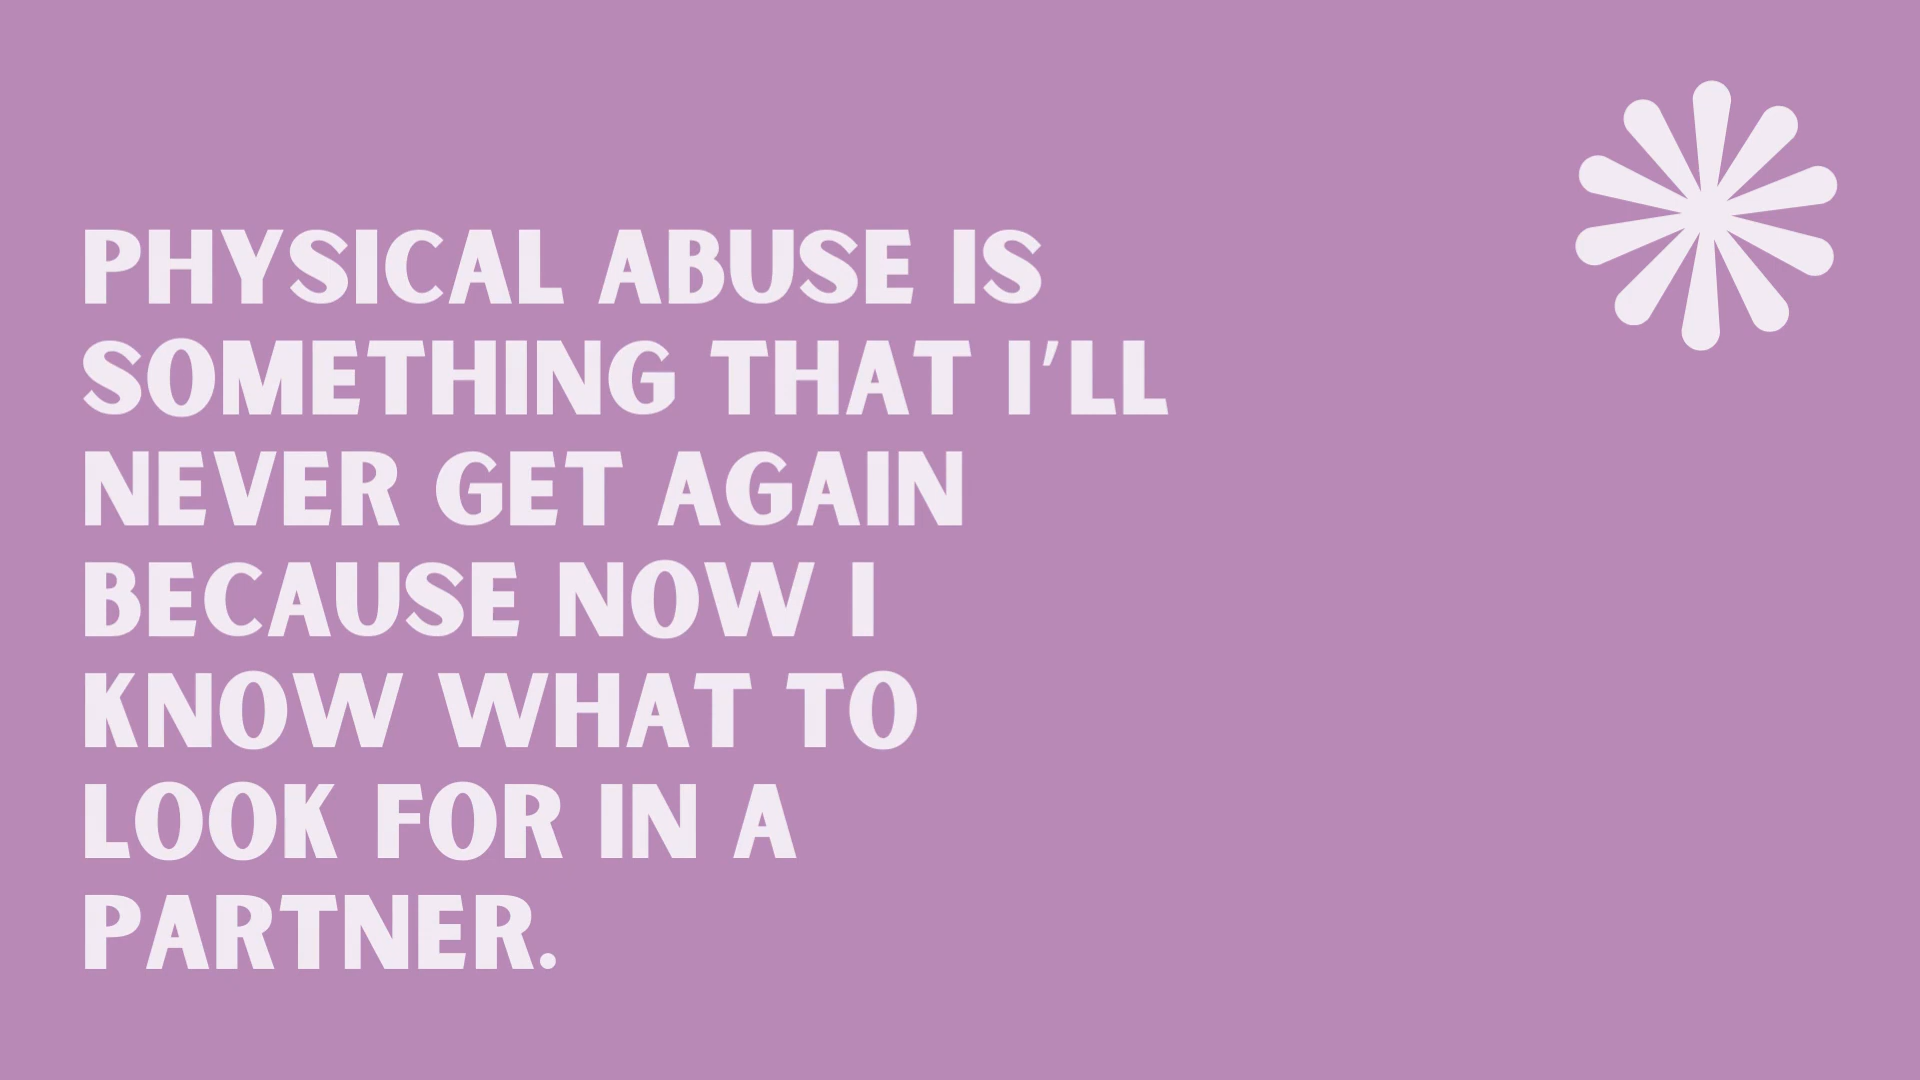 PHYSICAL ABUSE IS
SOMETHING THAT I'LL
NEVER GET AGAIN
BECAUSE NOW I
KNOW WHAT TO
LOOK FOR IN A
PARTNER.